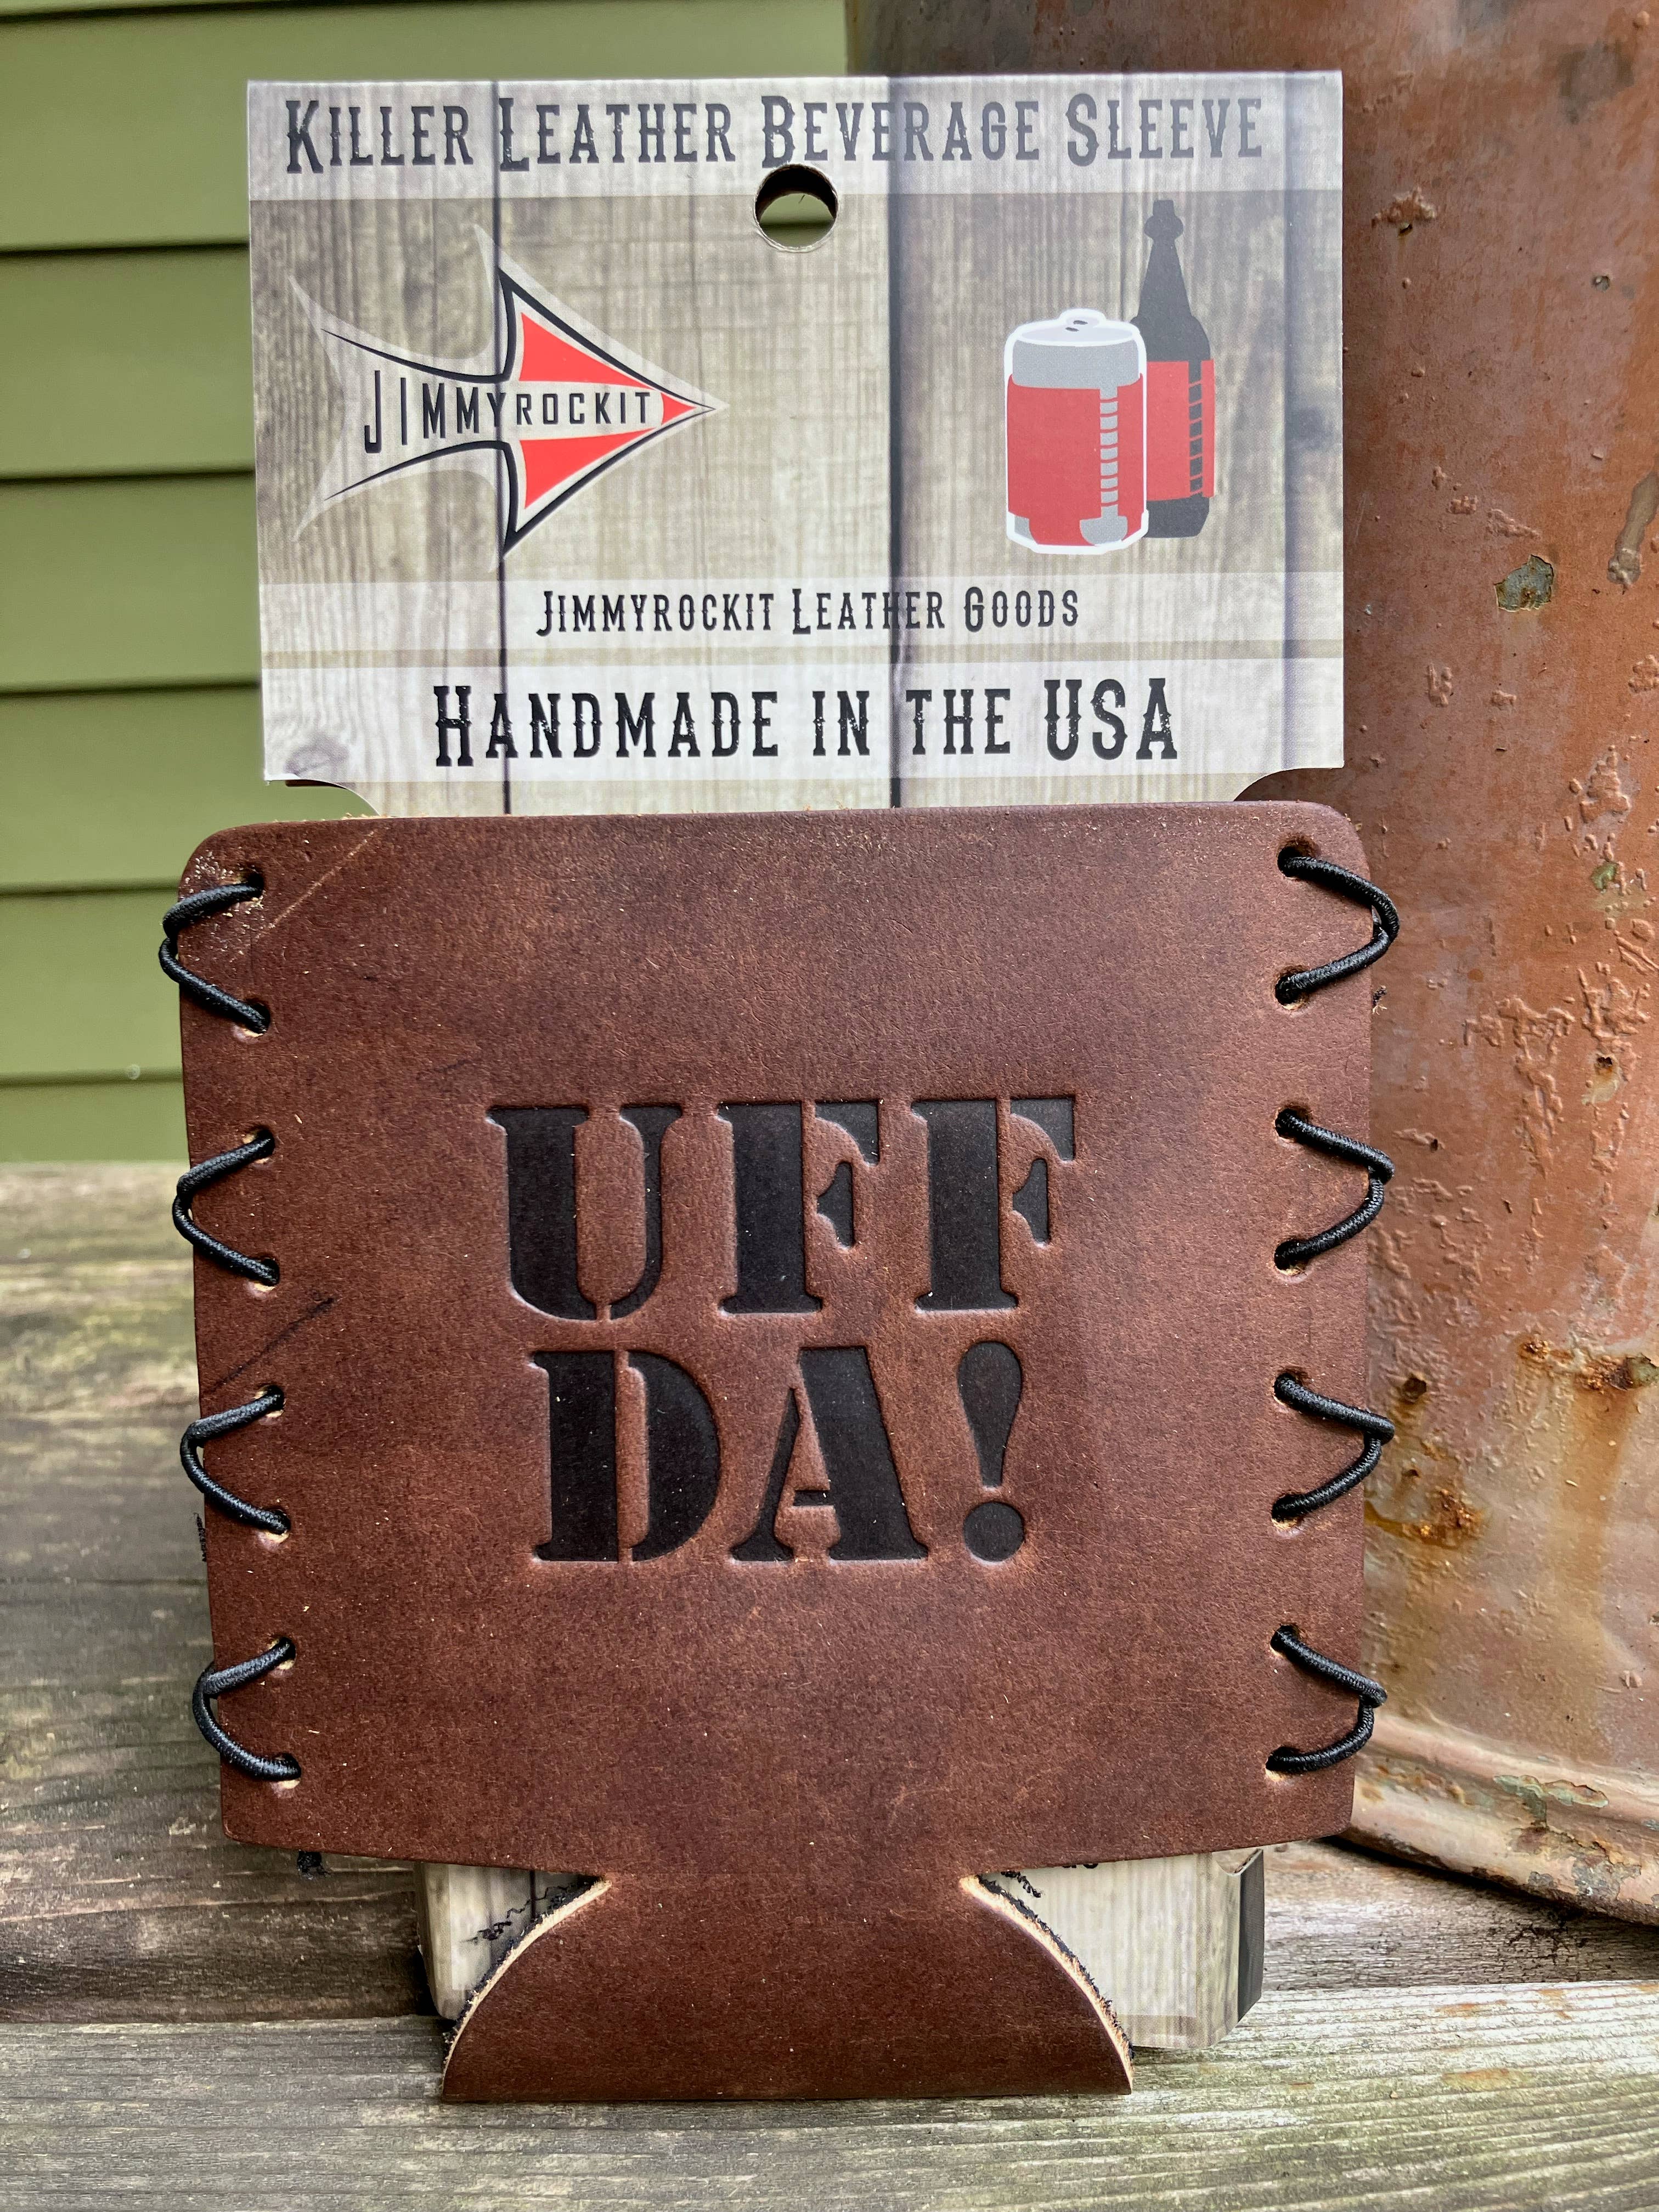 Killer Leather Beverage Sleeve
JIMMYROCKIT
Jimmyrockit Leather Goods
Handmade in the USA
UFF
DA!